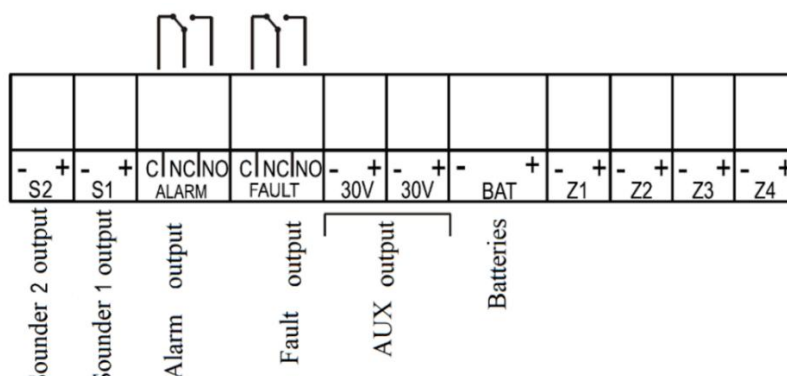 - + - + C NC NO C NC NO - + - + - + - + - + - + - +
S2 S1 ALARM FAULT 30V 30V BAT Z1 Z2 Z3 Z4
Sounder 2 output
Sounder 1 output
Alarm output
Fault output
AUX output
Batteries